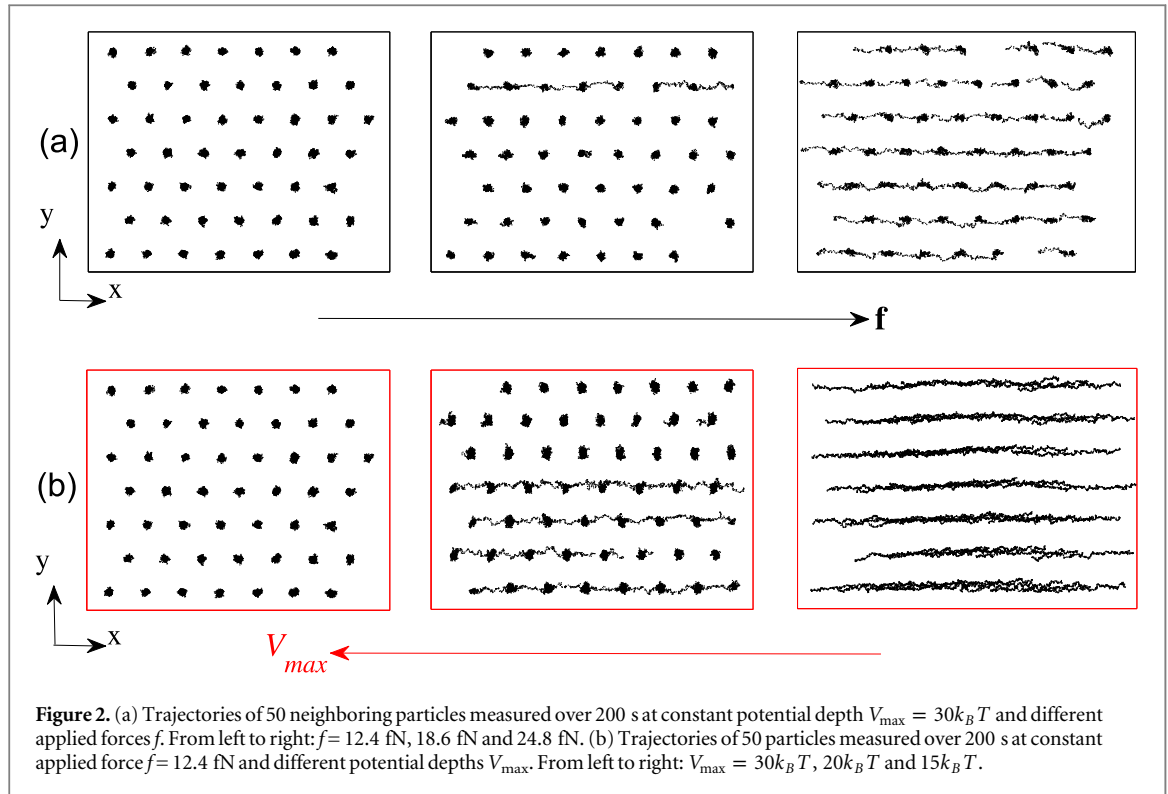 (a)
y
x
f
(b)
y
x
V_max
Figure 2. (a) Trajectories of 50 neighboring particles measured over 200 s at constant potential depth V_max = 30k_B T and different
applied forces f. From left to right: f = 12.4 fN, 18.6 fN and 24.8 fN. (b) Trajectories of 50 particles measured over 200 s at constant
applied force f = 12.4 fN and different potential depths V_max. From left to right: V_max = 30k_B T, 20k_B T and 15k_B T.